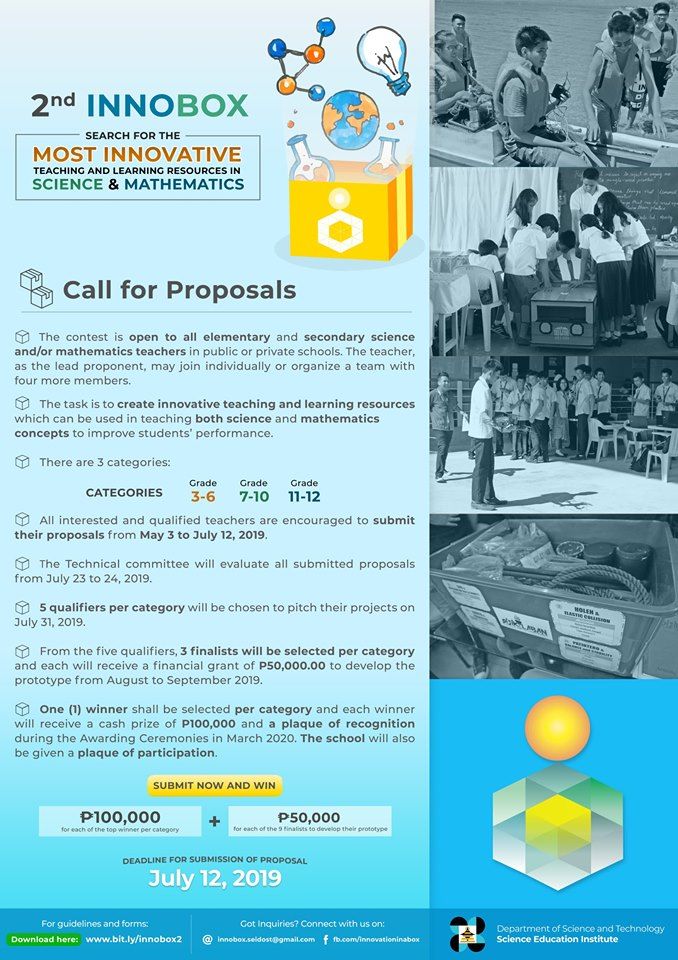 2nd INNOBOX
SEARCH FOR THE
MOST INNOVATIVE
TEACHING AND LEARNING RESOURCES IN
SCIENCE & MATHEMATICS
Call for Proposals
The contest is open to all elementary and secondary science
and/or mathematics teachers in public or private schools. The teacher,
as the lead proponent, may join individually or organize a team with
four more members.
The task is to create innovative teaching and learning resources
which can be used in teaching both science and mathematics
concepts to improve students' performance.
There are 3 categories:
CATEGORIES
Grade Grade Grade
3-6 7-10 11-12
All interested and qualified teachers are encouraged to submit
their proposals from May 3 to July 12, 2019.
The Technical committee will evaluate all submitted proposals
from July 23 to 24, 2019.
5 qualifiers per category will be chosen to pitch their projects on
July 31, 2019.
From the five qualifiers, 3 finalists will be selected per category
and each will receive a financial grant of P50,000.00 to develop the
prototype from August to September 2019.
One (1) winner shall be selected per category and each winner
will receive a cash prize of P100,000 and a plaque of recognition
during the Awarding Ceremonies in March 2020. The school will also
be given a plaque of participation.
SUBMIT NOW AND WIN
₱100,000
for each of the top winner per category
+
₱50,000
for each of the 9 finalists to develop their prototype
DEADLINE FOR SUBMISSION OF PROPOSAL
July 12, 2019
For guidelines and forms:
Download here: www.bit.ly/innobox2
Got Inquiries? Connect with us on:
@ innobox.seidost@gmail.com f fb.com/innovationinabox
Department of Science and Technology
Science Education Institute
HOLEN &
ELASTIC COLLISION